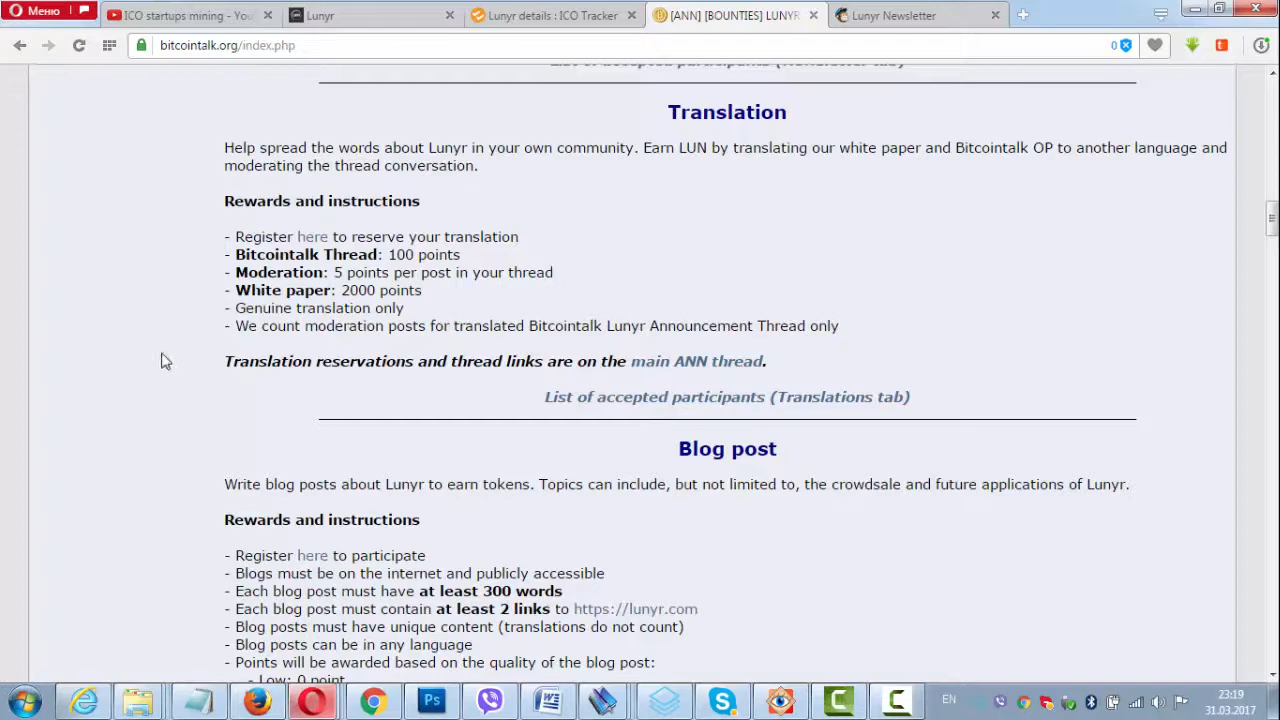 Меню
ICO startups mining - You
Lunyr
Lunyr details : ICO Tracker
[ANN] [BOUNTIES] LUNYR
Lunyr Newsletter
bitcointalk.org/index.php
0
Translation
Help spread the words about Lunyr in your own community. Earn LUN by translating our white paper and Bitcointalk OP to another language and
moderating the thread conversation.
Rewards and instructions
- Register here to reserve your translation
- Bitcointalk Thread: 100 points
- Moderation: 5 points per post in your thread
- White paper: 2000 points
- Genuine translation only
- We count moderation posts for translated Bitcointalk Lunyr Announcement Thread only
Translation reservations and thread links are on the main ANN thread.
List of accepted participants (Translations tab)
Blog post
Write blog posts about Lunyr to earn tokens. Topics can include, but not limited to, the crowdsale and future applications of Lunyr.
Rewards and instructions
- Register here to participate
- Blogs must be on the internet and publicly accessible
- Each blog post must have at least 300 words
- Each blog post must contain at least 2 links to https://lunyr.com
- Blog posts must have unique content (translations do not count)
- Blog posts can be in any language
- Points will be awarded based on the quality of the blog post:
- Low: 0 point
EN
23:19
31.03.2017